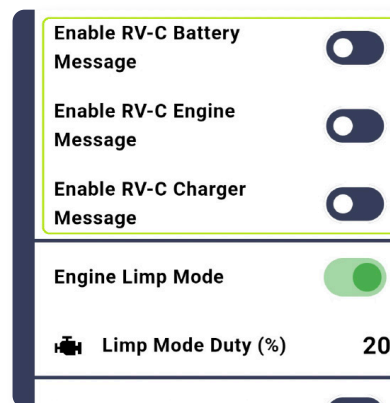 Enable RV-C Battery
Message
Enable RV-C Engine
Message
Enable RV-C Charger
Message
Engine Limp Mode
Limp Mode Duty (%) 20